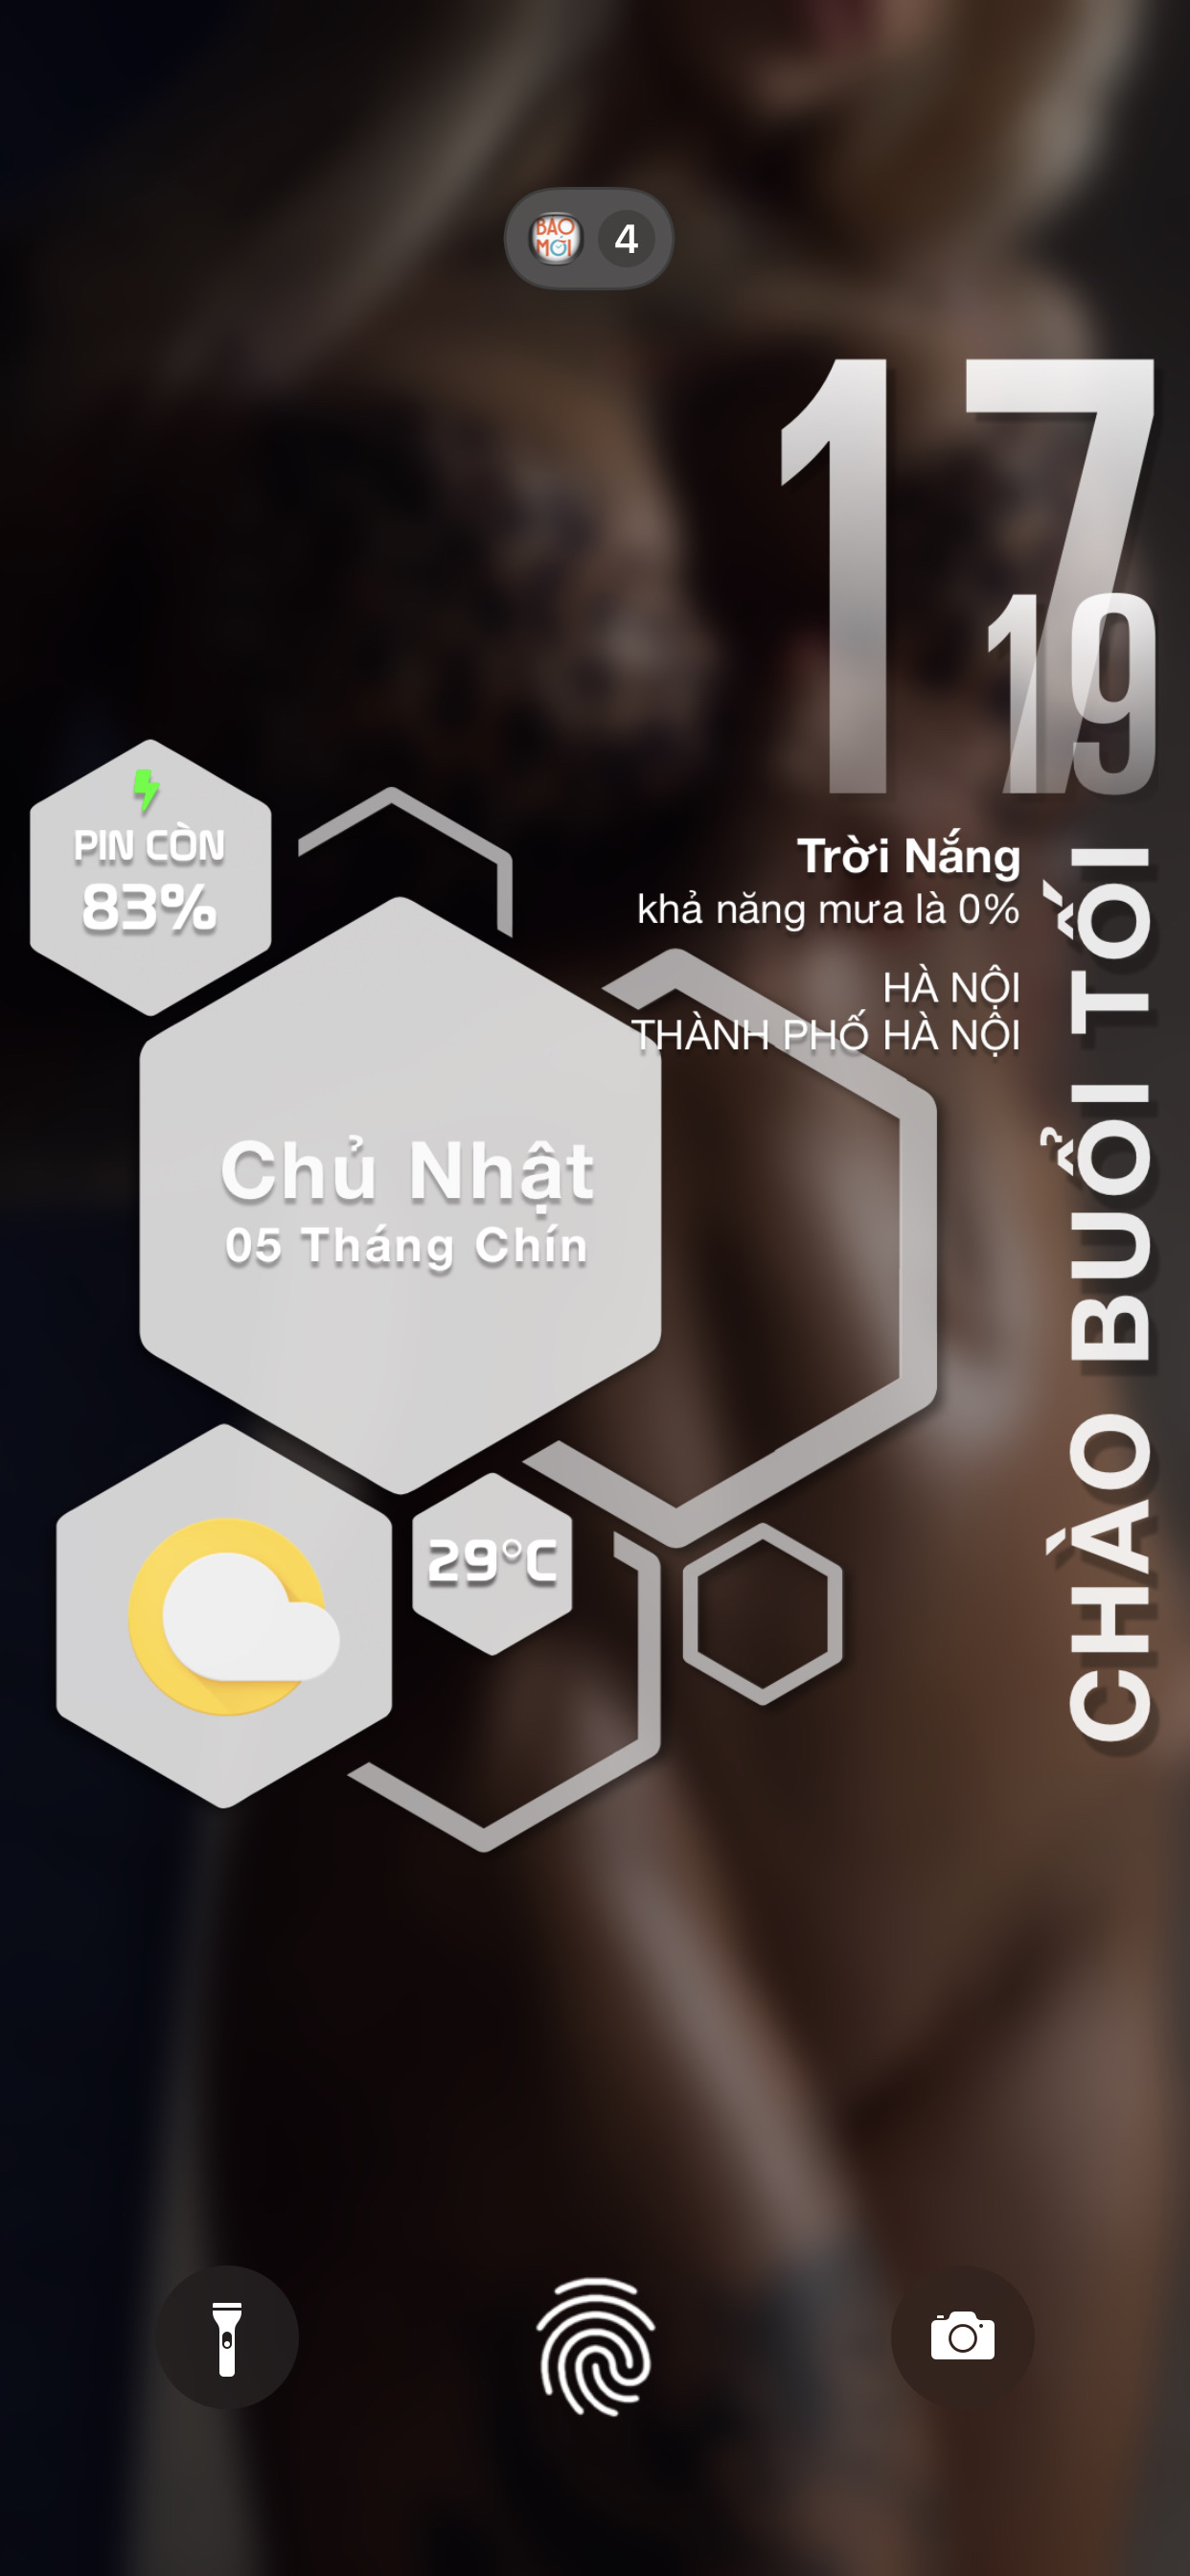 BÁO
MỚI
4
17
19
PIN CÒN
83%
Trời Nắng
khả năng mưa là 0%
HÀ NỘI
THÀNH PHỐ HÀ NỘI
CHÀO BUỔI TỐI
Chủ Nhật
05 Tháng Chín
29°C